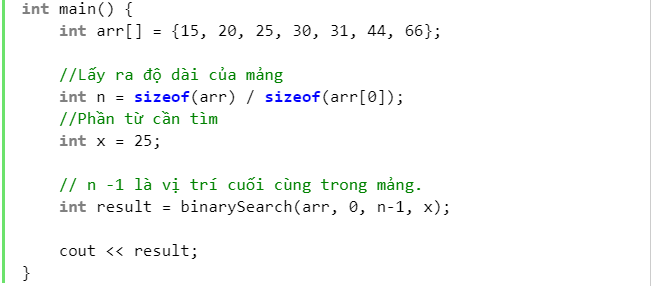 int main() {
    int arr[] = {15, 20, 25, 30, 31, 44, 66};
    //Lấy ra độ dài của mảng
    int n = sizeof(arr) / sizeof(arr[0]);
    //Phần từ cần tìm
    int x = 25;
    // n -1 là vị trí cuối cùng trong mảng.
    int result = binarySearch(arr, 0, n-1, x);
    cout << result;
}